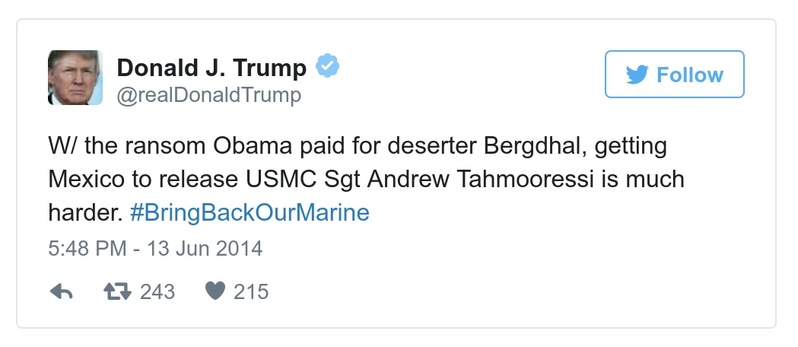 Donald J. Trump
@realDonaldTrump
Follow
W/ the ransom Obama paid for deserter Bergdhal, getting
Mexico to release USMC Sgt Andrew Tahmooressi is much
harder. #BringBackOurMarine
5:48 PM - 13 Jun 2014
243 215